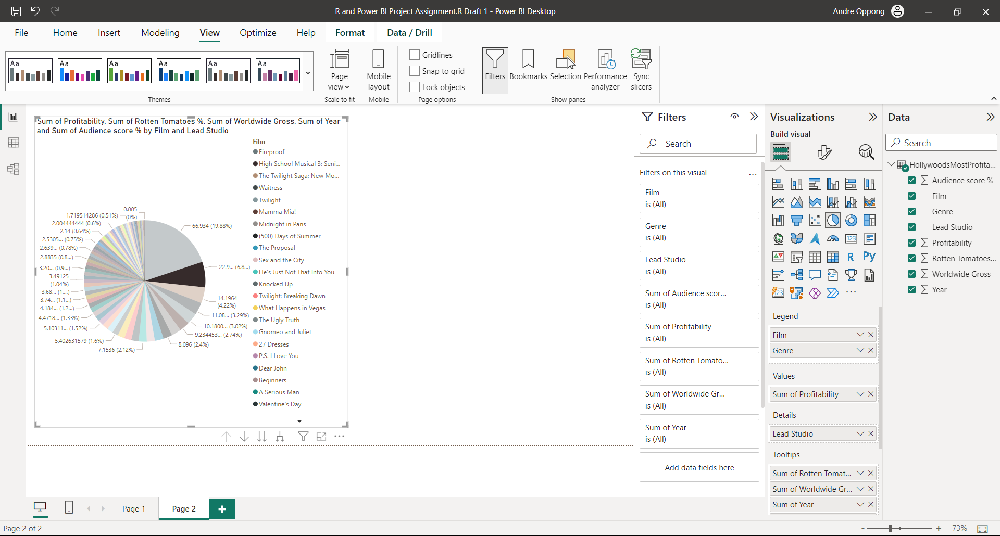 R and Power BI Project Assignment.R Draft 1 - Power BI Desktop
Andre Oppong
File Home Insert Modeling View Optimize Help Format Data / Drill
Aa Aa Aa Aa Aa Aa
Themes
Page view
Scale to fit
Mobile layout
Mobile
Gridlines
Snap to grid
Lock objects
Page options
Filters
Bookmarks
Selection
Performance analyzer
Sync slicers
Show panes
Sum of Profitability, Sum of Rotten Tomatoes %, Sum of Worldwide Gross, Sum of Year
and Sum of Audience score % by Film and Lead Studio
Film
Fireproof
High School Musical 3: Seni...
The Twilight Saga: New Mo...
Waitress
Twilight
Mamma Mia!
Midnight in Paris
(500) Days of Summer
The Proposal
Sex and the City
He's Just Not That Into You
Knocked Up
Twilight: Breaking Dawn
What Happens in Vegas
The Ugly Truth
Gnomeo and Juliet
27 Dresses
P.S. I Love You
Dear John
Beginners
A Serious Man
Valentine's Day
0.005
(0%)
1.719514286 (0.51%)
2.004444444 (0.6%)
2.14 (0.64%)
2.5305... (0.75%)
2.639... (0.78%)
2.8835 (0.8...)
3.20... (0.9...)
3.49125
(1.04%)
3.68... (1....)
3.74... (1.1...)
4.184... (1.2...)
4.4718... (1.33%)
5.10311... (1.52%)
5.402631579 (1.6%)
7.1536 (2.12%)
8.096 (2.4%)
9.234453... (2.74%)
10.1800... (3.02%)
11.08... (3.29%)
14.1964
(4.22%)
22.9... (6.8...)
66.934 (19.88%)
Filters
Search
Filters on this visual
...
Film
is (All)
Genre
is (All)
Lead Studio
is (All)
Sum of Audience scor...
is (All)
Sum of Profitability
is (All)
Sum of Rotten Tomato...
is (All)
Sum of Worldwide Gr...
is (All)
Sum of Year
is (All)
Add data fields here
Visualizations
Build visual
123
R
Py
123
...
Legend
Film
Genre
Values
Sum of Profitability
Details
Lead Studio
Tooltips
Sum of Rotten Tomat...
Sum of Worldwide Gr...
Sum of Year
Data
Search
HollywoodsMostProfita...
Audience score %
Film
Genre
Lead Studio
Profitability
Rotten Tomatoes...
Worldwide Gross
Year
Page 1
Page 2
Page 2 of 2
73%